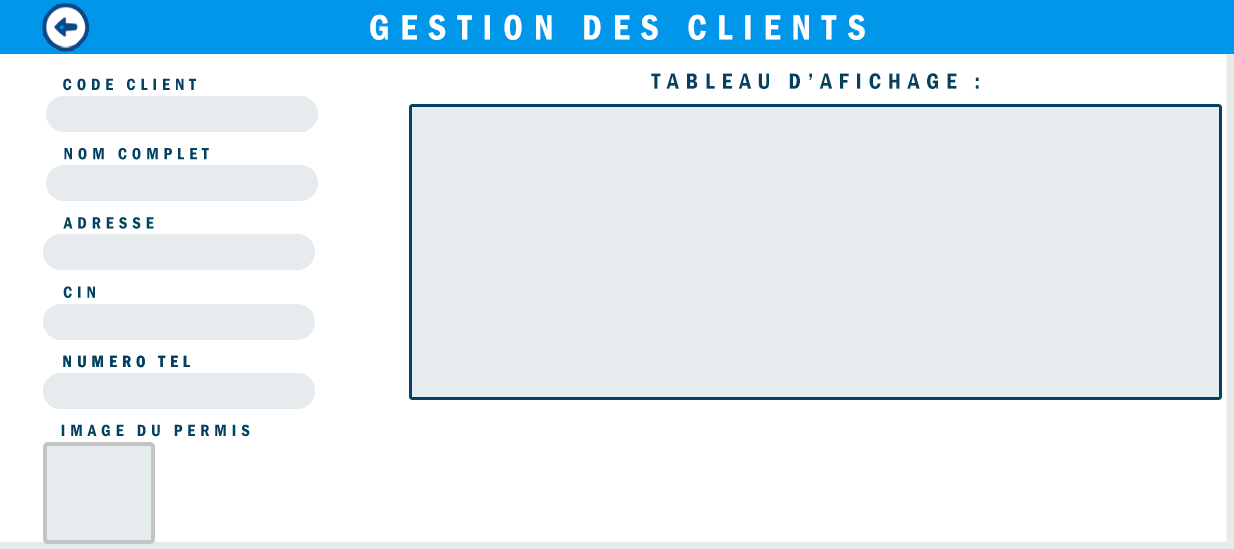 GESTION DES CLIENTS
CODE CLIENT
NOM COMPLET
ADRESSE
CIN
NUMERO TEL
IMAGE DU PERMIS
TABLEAU D'AFICHAGE :